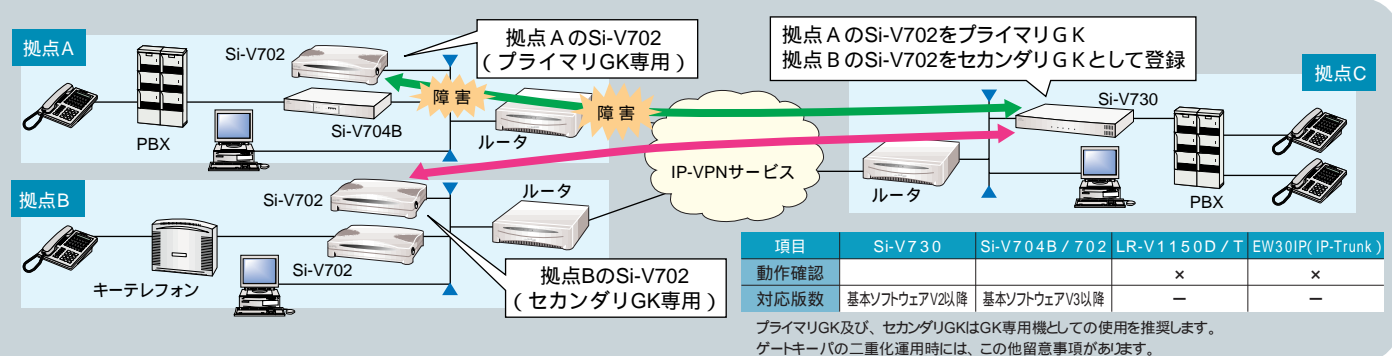 拠点A
Si-V702
拠点AのSi-V702
(プライマリGK専用)
拠点AのSi-V702をプライマリGK
拠点BのSi-V702をセカンダリGKとして登録
拠点C
障害
障害
Si-V730
PBX
Si-V704B
ルータ
IP-VPNサービス
ルータ
PBX
拠点B
Si-V702
ルータ
Si-V702
キーテレフォン
拠点BのSi-V702
(セカンダリGK専用)
項目 Si-V730 Si-V704B/702 LR-V1150D/T EW30IP(IP-Trunk)
動作確認 × ×
対応版数 基本ソフトウェアV2以降 基本ソフトウェアV3以降 ー ー
プライマリGK及び、セカンダリGKはGK専用機としての使用を推奨します。
ゲートキーパの二重化運用時には、この他留意事項があります。